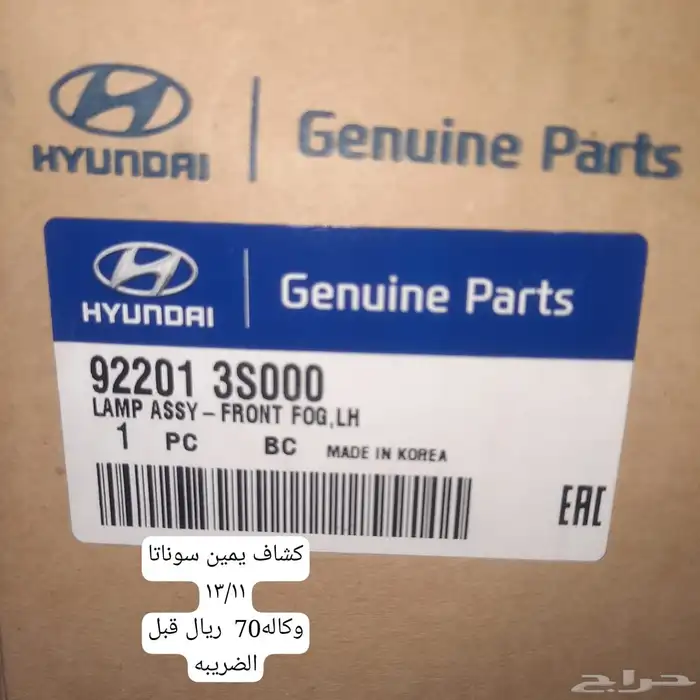 HYUNDAI Genuine Parts
HYUNDAI Genuine Parts
92201 3S000
LAMP ASSY - FRONT FOG,LH
1 PC BC MADE IN KOREA
EAC
كشاف يمين سوناتا
١٣/١١
وكاله70 ريال قبل
الضريبه
حراج